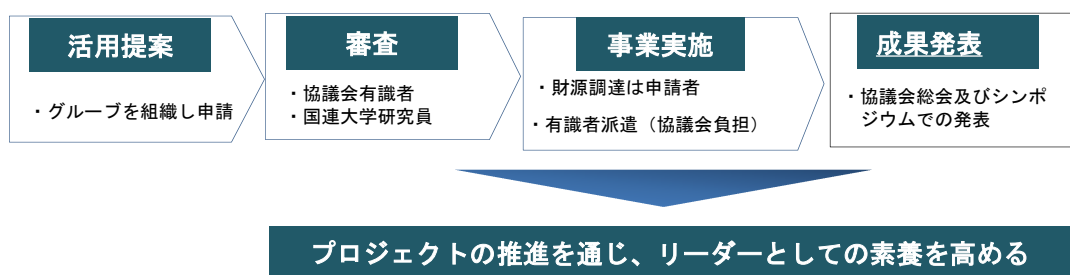 活用提案
・グループを組織し申請
審査
・協議会有識者
・国連大学研究員
事業実施
・財源調達は申請者
・有識者派遣（協議会負担）
成果発表
・協議会総会及びシンポ
ジウムでの発表
プロジェクトの推進を通じ、リーダーとしての素養を高める